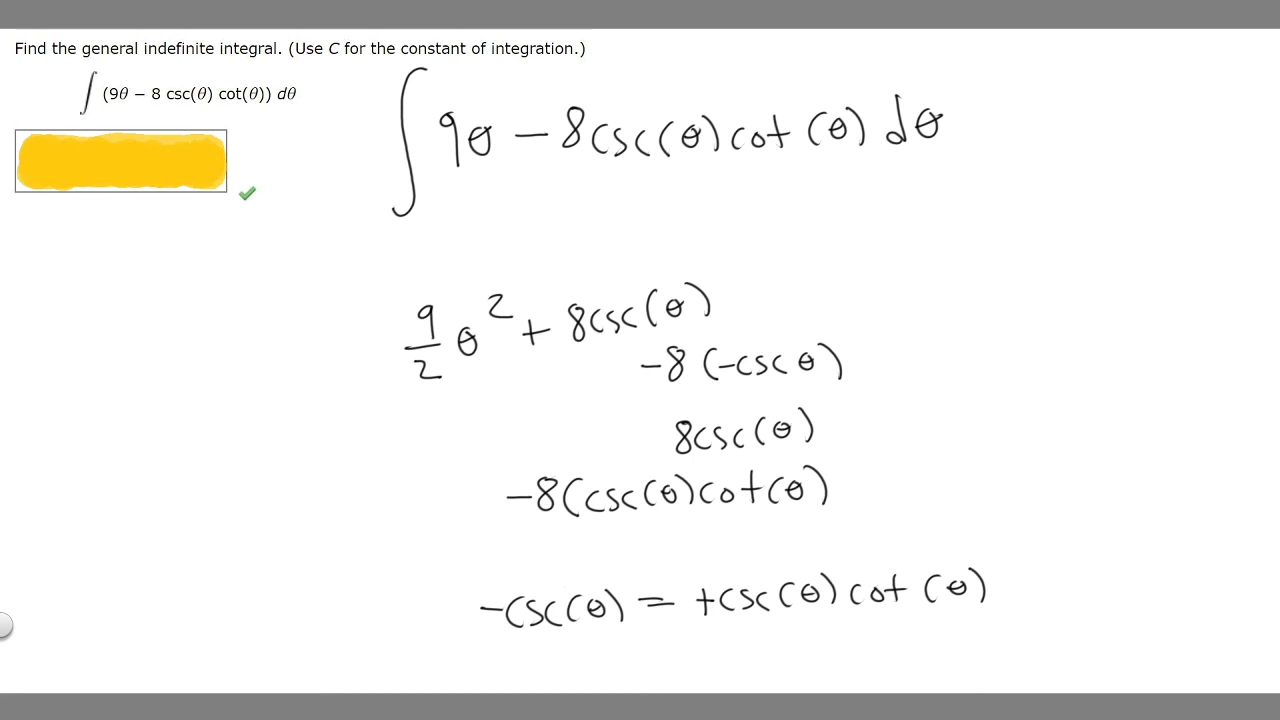 Find the general indefinite integral. (Use C for the constant of integration.)
∫ (9θ − 8 csc(θ) cot(θ)) dθ
∫ 9θ − 8csc(θ)cot(θ) dθ
9/2 θ² + 8csc(θ)
−8(−cscθ)
8csc(θ)
−8(csc(θ)cot(θ)
−csc(θ) = +csc(θ)cot(θ)